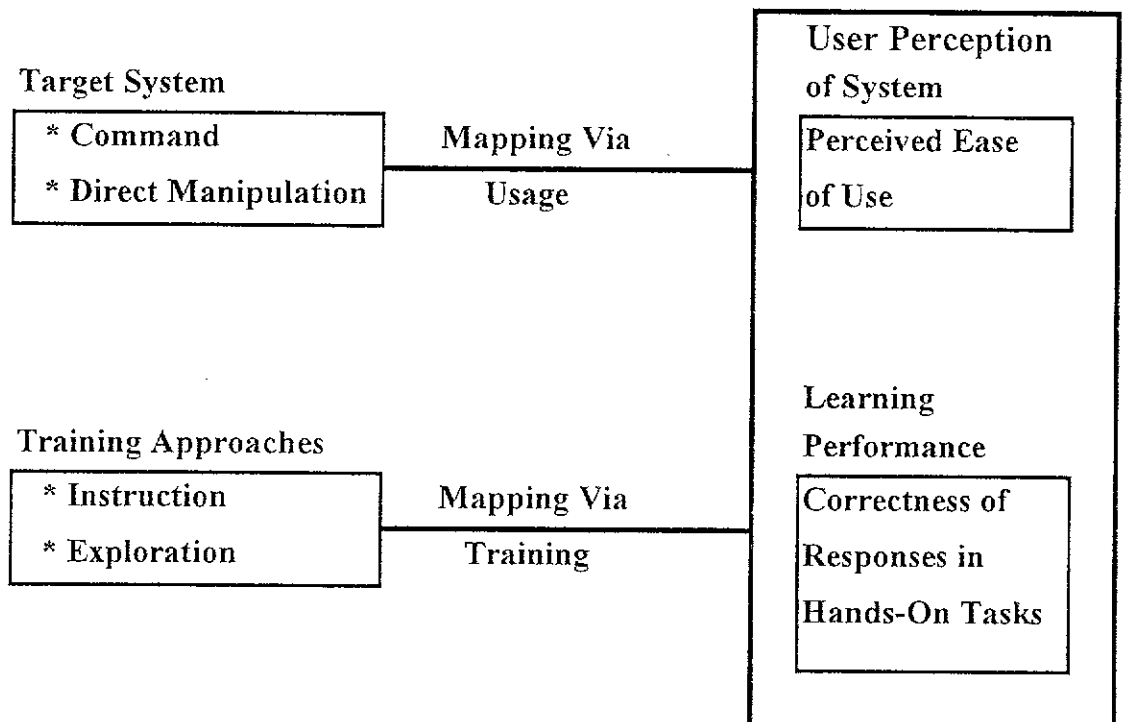 Target System
* Command
* Direct Manipulation
Mapping Via
Usage
User Perception
of System
Perceived Ease
of Use
Training Approaches
* Instruction
* Exploration
Mapping Via
Training
Learning
Performance
Correctness of
Responses in
Hands-On Tasks